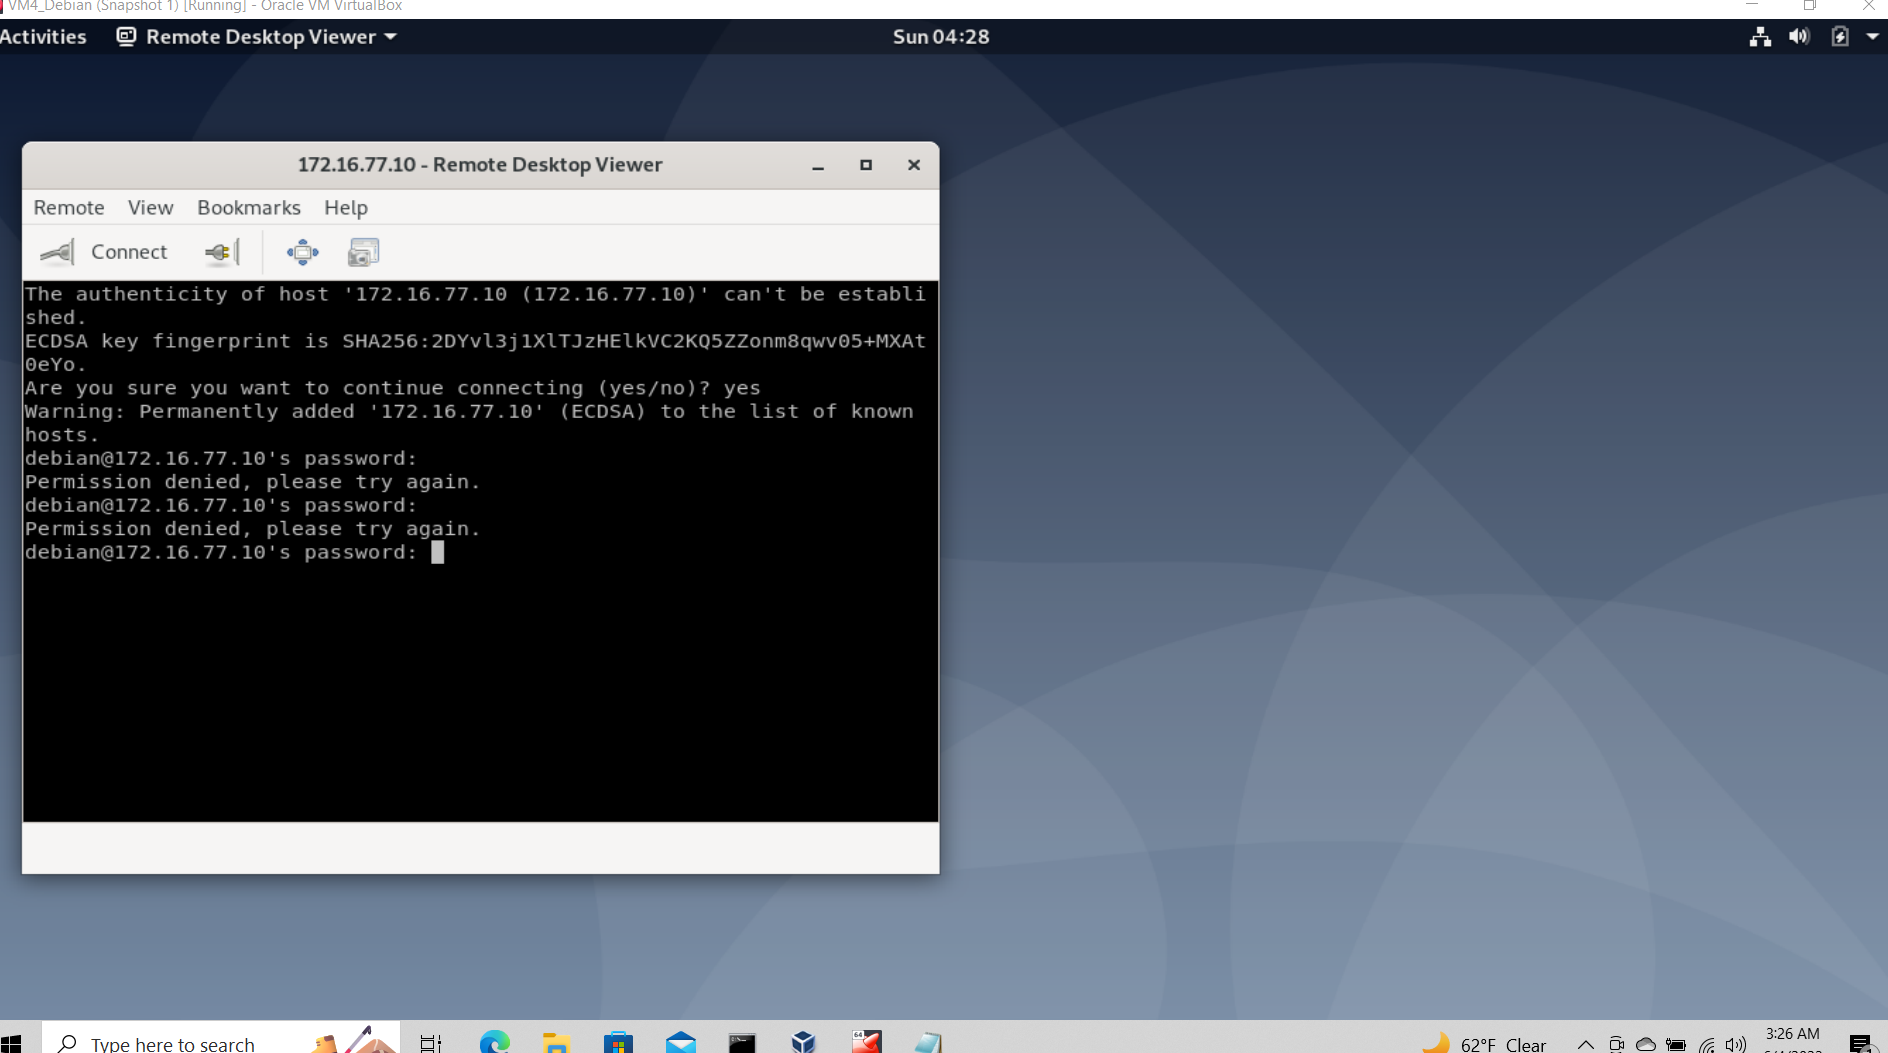 VM4_Debian (Snapshot 1) [Running] - Oracle VM VirtualBox
Activities Remote Desktop Viewer Sun 04:28
172.16.77.10 - Remote Desktop Viewer
Remote View Bookmarks Help
Connect
The authenticity of host '172.16.77.10 (172.16.77.10)' can't be establi
shed.
ECDSA key fingerprint is SHA256:2DYvl3j1XlTJzHElkVC2KQ5ZZonm8qwv05+MXAt
0eYo.
Are you sure you want to continue connecting (yes/no)? yes
Warning: Permanently added '172.16.77.10' (ECDSA) to the list of known
hosts.
debian@172.16.77.10's password:
Permission denied, please try again.
debian@172.16.77.10's password:
Permission denied, please try again.
debian@172.16.77.10's password:
Type here to search 64 62°F Clear 3:26 AM